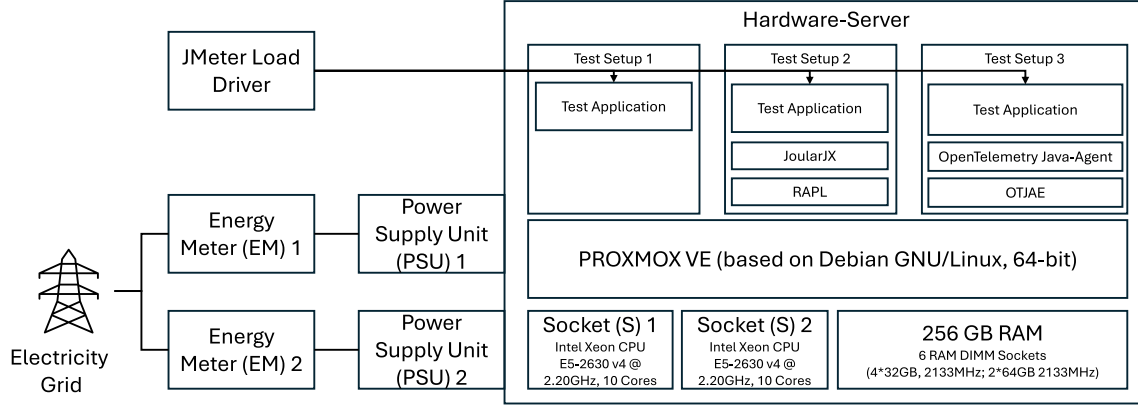 Hardware-Server
JMeter Load
Driver
Test Setup 1
Test Application
Test Setup 2
Test Application
JoularJX
RAPL
Test Setup 3
Test Application
OpenTelemetry Java-Agent
OTJAE
Energy
Meter (EM) 1
Power
Supply Unit
(PSU) 1
PROXMOX VE (based on Debian GNU/Linux, 64-bit)
Electricity
Grid
Energy
Meter (EM) 2
Power
Supply Unit
(PSU) 2
Socket (S) 1
Intel Xeon CPU
E5-2630 v4 @
2.20GHz, 10 Cores
Socket (S) 2
Intel Xeon CPU
E5-2630 v4 @
2.20GHz, 10 Cores
256 GB RAM
6 RAM DIMM Sockets
(4*32GB, 2133MHz; 2*64GB 2133MHz)